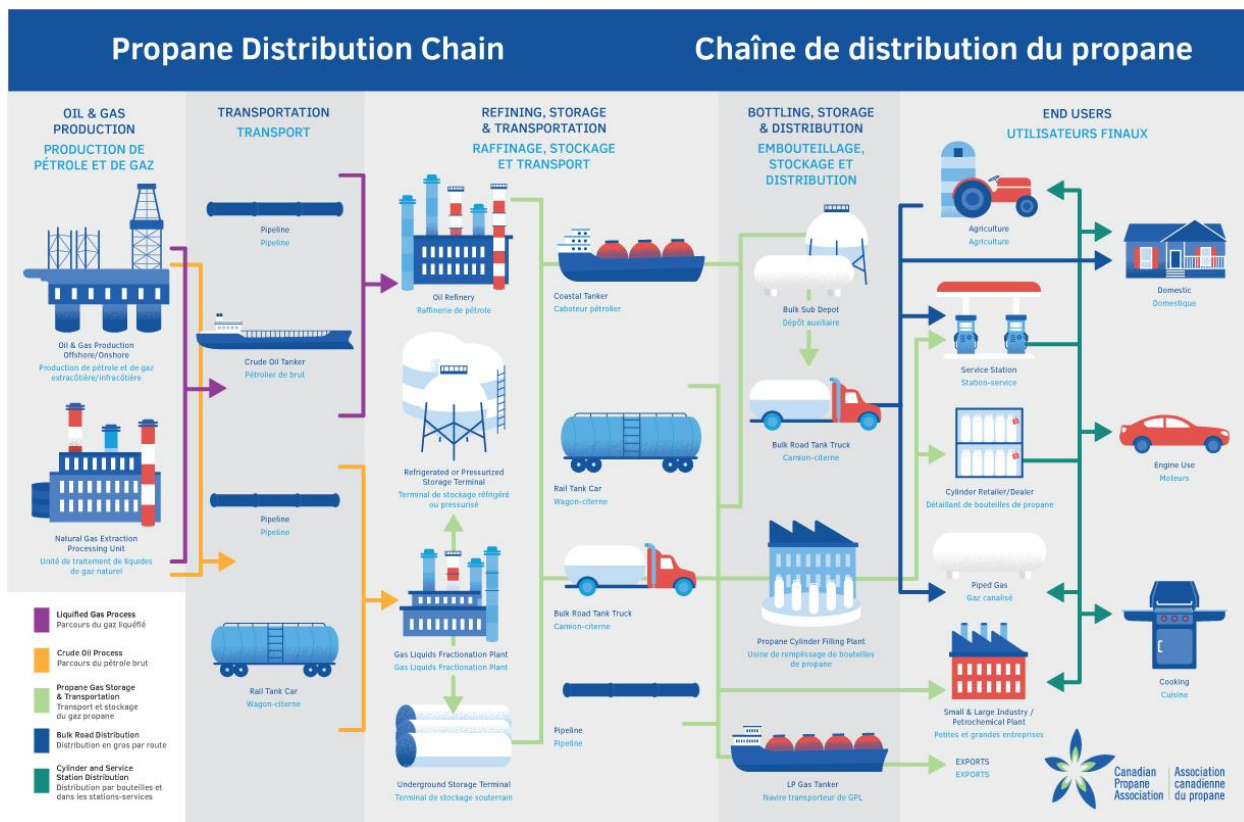 Propane Distribution Chain
Chaîne de distribution du propane
OIL & GAS
PRODUCTION
PRODUCTION DE
PÉTROLE ET DE GAZ
Oil & Gas Production
Offshore/Onshore
Production de pétrole et de gaz
extracôtière/infracôtière
Natural Gas Extraction
Processing Unit
Unité de traitement de liquides
de gaz naturel
Liquified Gas Process
Parcours du gaz liquéfié
Crude Oil Process
Parcours du pétrole brut
Propane Gas Storage
& Transportation
Transport et stockage
du gaz propane
Bulk Road Distribution
Distribution en gros par route
Cylinder and Service
Station Distribution
Distribution par bouteilles et
dans les stations-services
TRANSPORTATION
TRANSPORT
Pipeline
Pipeline
Crude Oil Tanker
Pétrolier de brut
Pipeline
Pipeline
Rail Tank Car
Wagon-citerne
REFINING, STORAGE
& TRANSPORTATION
RAFFINAGE, STOCKAGE
ET TRANSPORT
Oil Refinery
Raffinerie de pétrole
Refrigerated or Pressurized
Storage Terminal
Terminal de stockage réfrigéré
ou pressurisé
Gas Liquids Fractionation Plant
Gas Liquids Fractionation Plant
Underground Storage Terminal
Terminal de stockage souterrain
Coastal Tanker
Caboteur pétrolier
Rail Tank Car
Wagon-citerne
Bulk Road Tank Truck
Camion-citerne
Pipeline
Pipeline
BOTTLING, STORAGE
& DISTRIBUTION
EMBOUTEILLAGE,
STOCKAGE ET
DISTRIBUTION
Bulk Sub Depot
Dépôt auxiliaire
Bulk Road Tank Truck
Camion-citerne
Propane Cylinder Filling Plant
Usine de remplissage de bouteilles
de propane
LP Gas Tanker
Navire transporteur de GPL
END USERS
UTILISATEURS FINAUX
Agriculture
Agriculture
Domestic
Domestique
Service Station
Station-service
Cylinder Retailer/Dealer
Détaillant de bouteilles de propane
Engine Use
Moteurs
Piped Gas
Gaz canalisé
Cooking
Cuisine
Small & Large Industry /
Petrochemical Plant
Petites et grandes entreprises
EXPORTS
EXPORTS
Canadian
Propane
Association
Association
canadienne
du propane